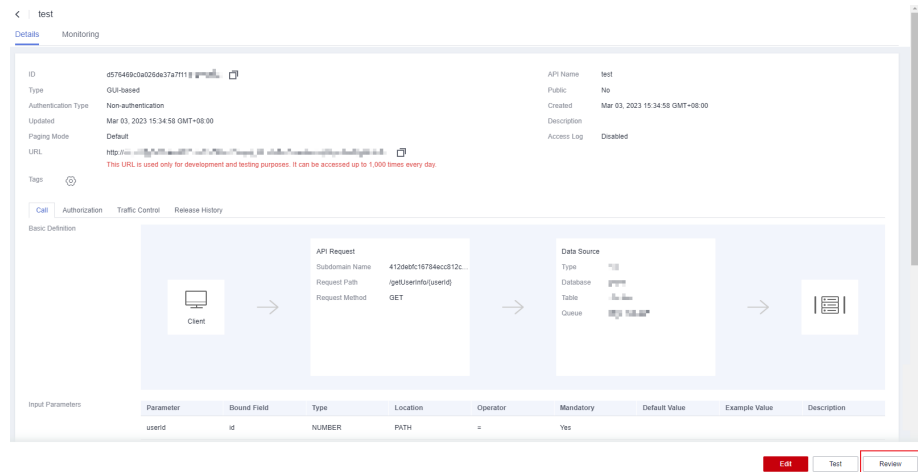 test
Details Monitoring
ID d576469c0a026de37a7f11 API Name test
Type GUI-based Public No
Authentication Type Non-authentication Created Mar 03, 2023 15:34:58 GMT+08:00
Updated Mar 03, 2023 15:34:58 GMT+08:00 Description
Paging Mode Default Access Log Disabled
URL http://
This URL is used only for development and testing purposes. It can be accessed up to 1,000 times every day.
Tags
Call Authorization Traffic Control Release History
Basic Definition
API Request Data Source
Subdomain Name 412debfc16784ecc812c... Type
Request Path /getUserInfo/{userId} Database
Request Method GET Table
Client Queue
Input Parameters Parameter Bound Field Type Location Operator Mandatory Default Value Example Value Description
userId id NUMBER PATH = Yes
Edit Test Review